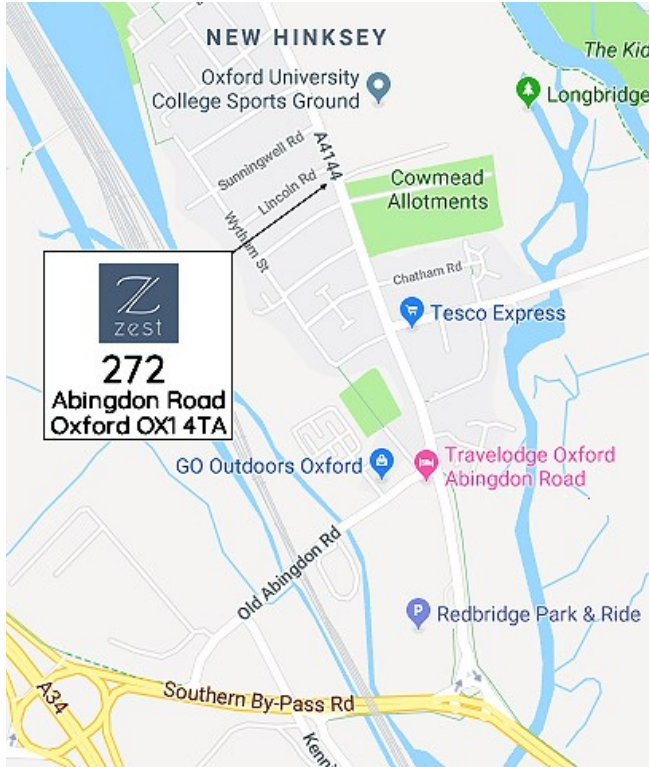 NEW HINKSEY
The Kid
Oxford University
College Sports Ground
Longbridge
A4144
Sunningwell Rd
Lincoln Rd
Cowmead
Allotments
Wytham St
Chatham Rd
Z
zest
272
Abingdon Road
Oxford OX1 4TA
Tesco Express
GO Outdoors Oxford
Travelodge Oxford
Abingdon Road
Old Abingdon Rd
P
Redbridge Park & Ride
A34
Southern By-Pass Rd
Kenn